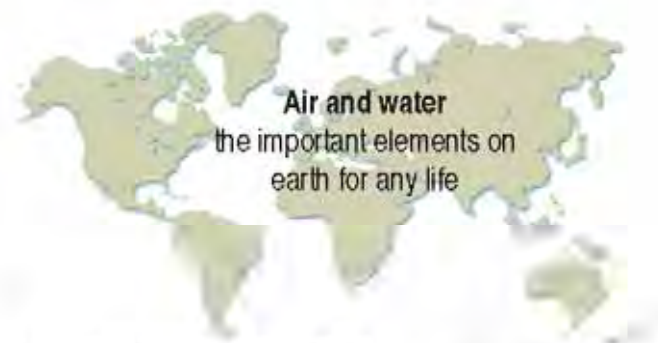 Air and water
the important elements on
earth for any life